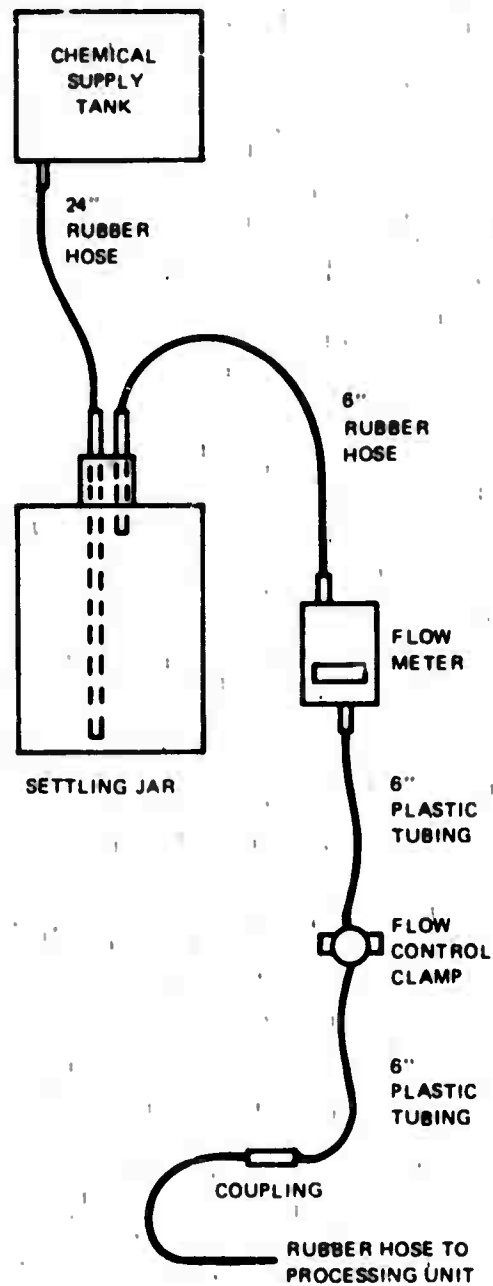 CHEMICAL
SUPPLY
TANK
24"
RUBBER
HOSE
6"
RUBBER
HOSE
FLOW
METER
SETTLING JAR
6"
PLASTIC
TUBING
FLOW
CONTROL
CLAMP
6"
PLASTIC
TUBING
COUPLING
RUBBER HOSE TO
PROCESSING UNIT